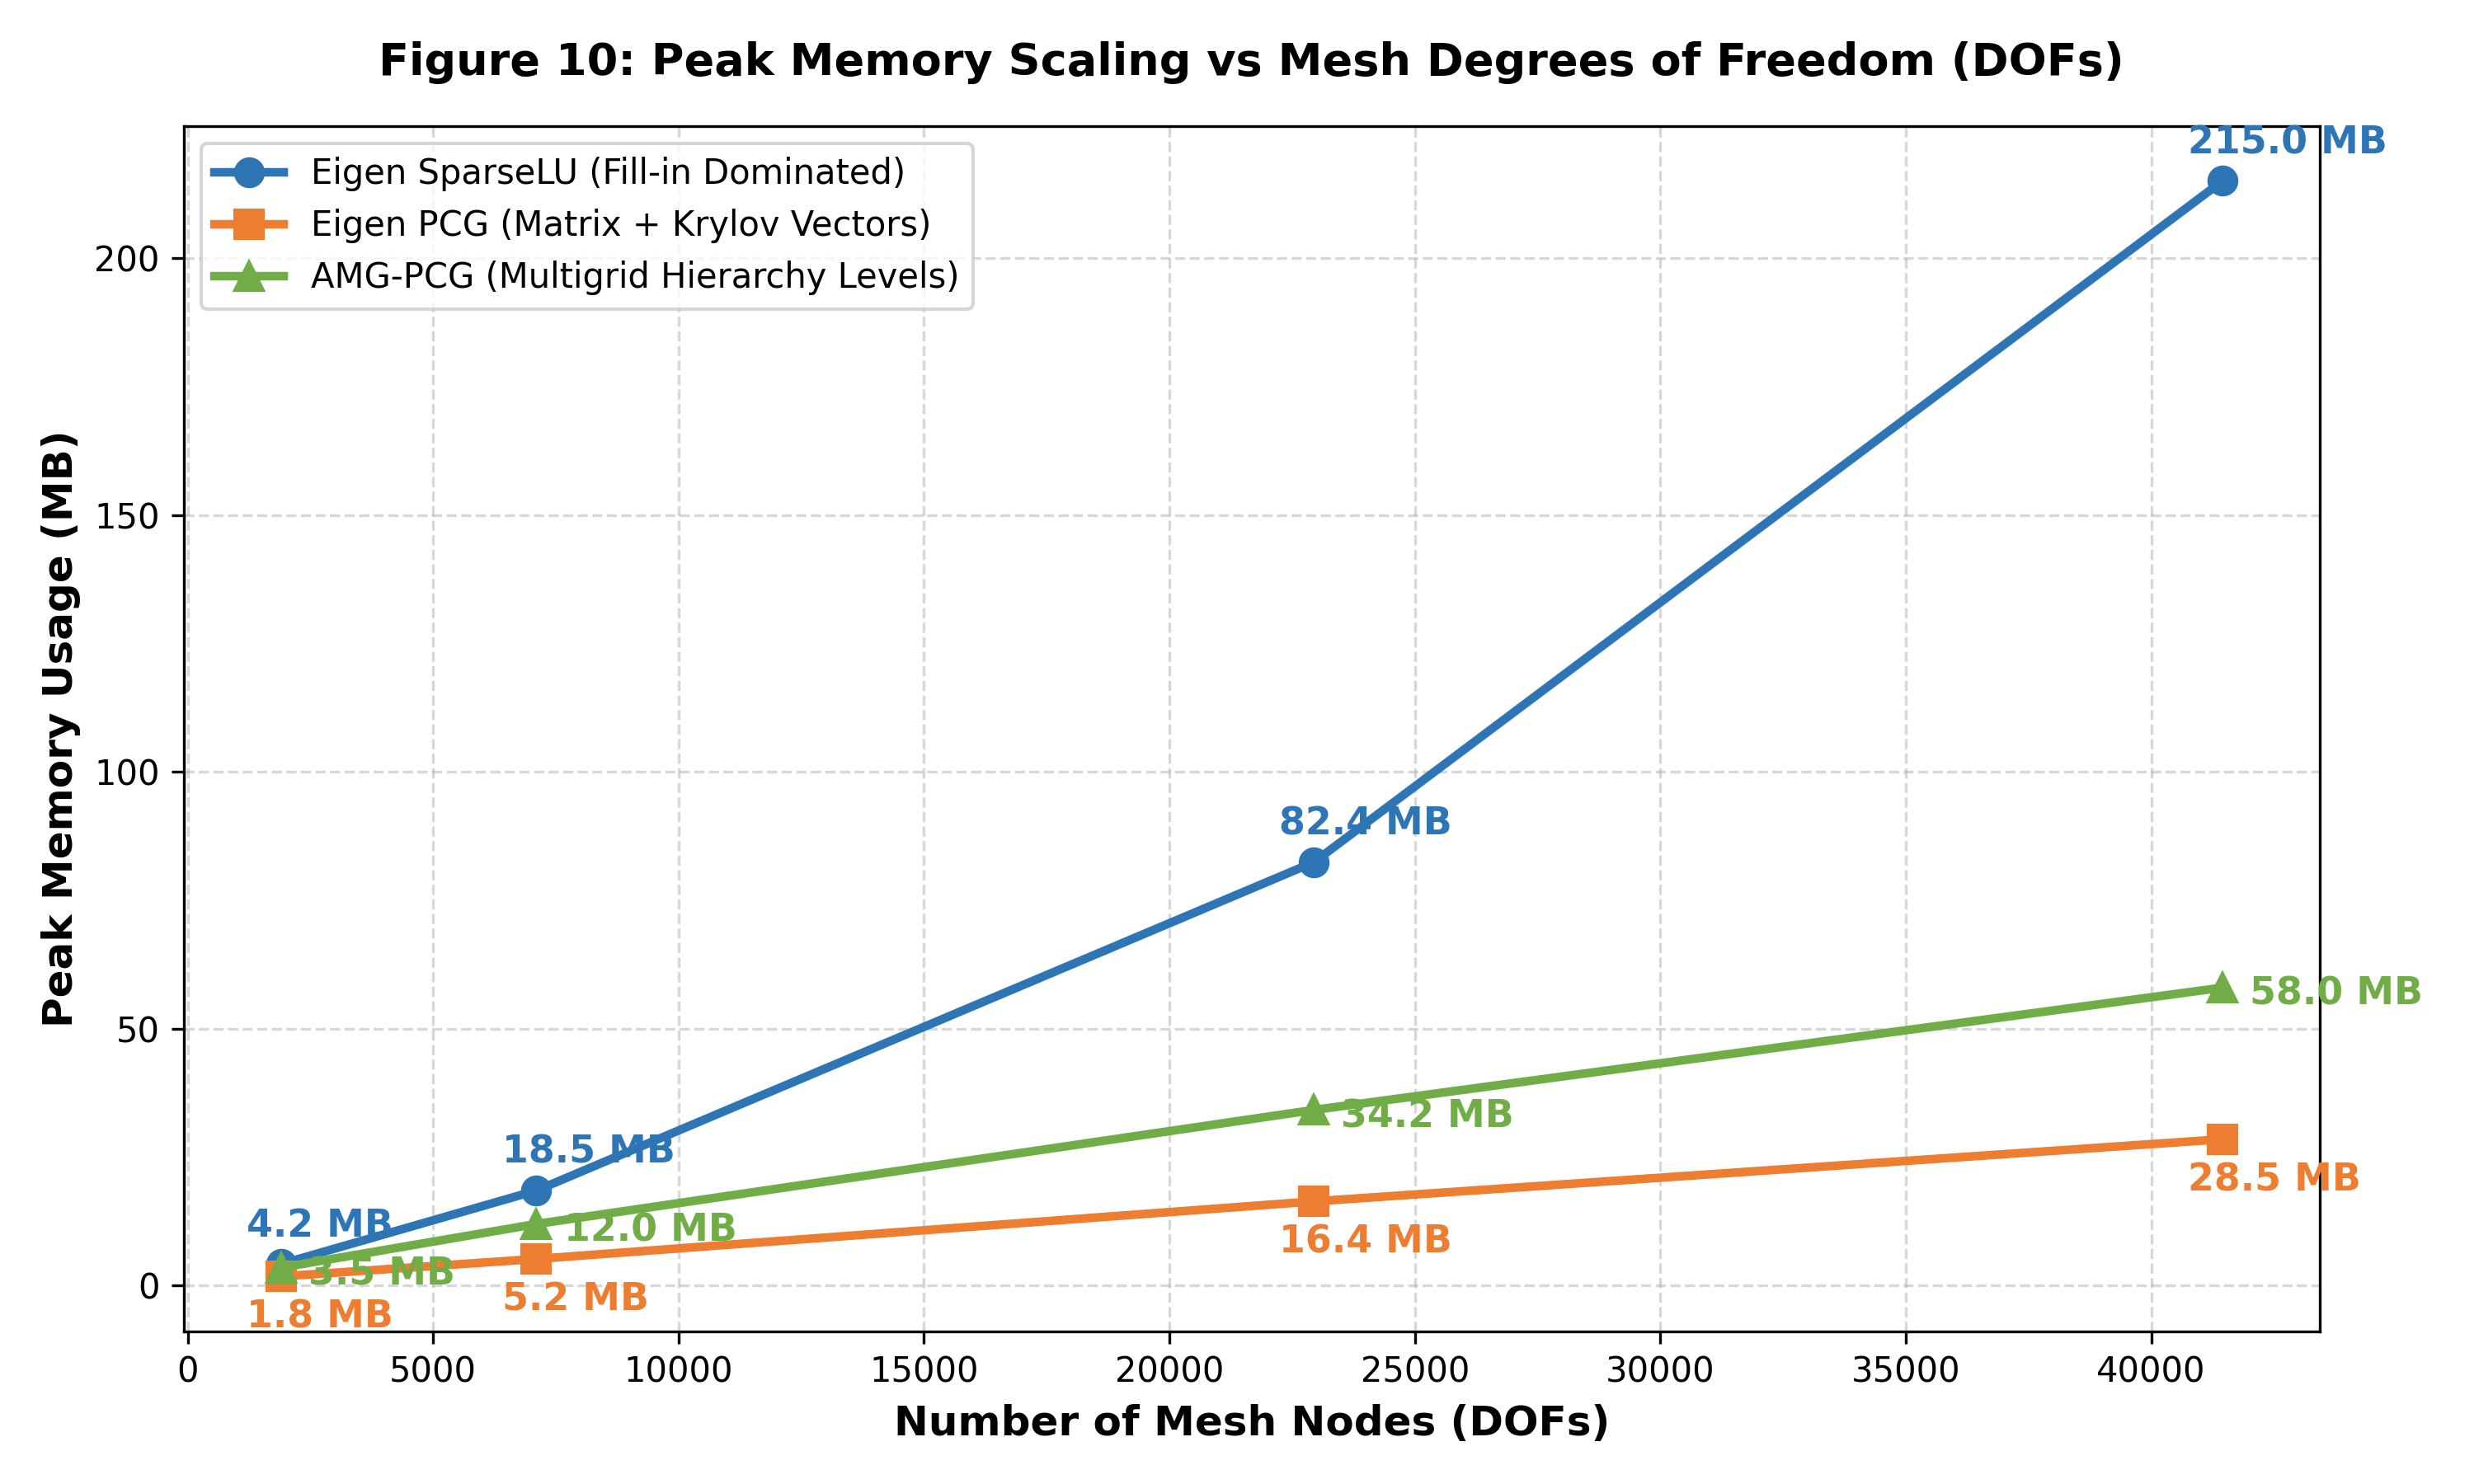 Figure 10: Peak Memory Scaling vs Mesh Degrees of Freedom (DOFs)
Eigen SparseLU (Fill-in Dominated)
Eigen PCG (Matrix + Krylov Vectors)
AMG-PCG (Multigrid Hierarchy Levels)
Peak Memory Usage (MB)
200
150
100
50
0
215.0 MB
82.4 MB
58.0 MB
34.2 MB
28.5 MB
18.5 MB
16.4 MB
12.0 MB
5.2 MB
4.2 MB
3.5 MB
1.8 MB
0 5000 10000 15000 20000 25000 30000 35000 40000
Number of Mesh Nodes (DOFs)